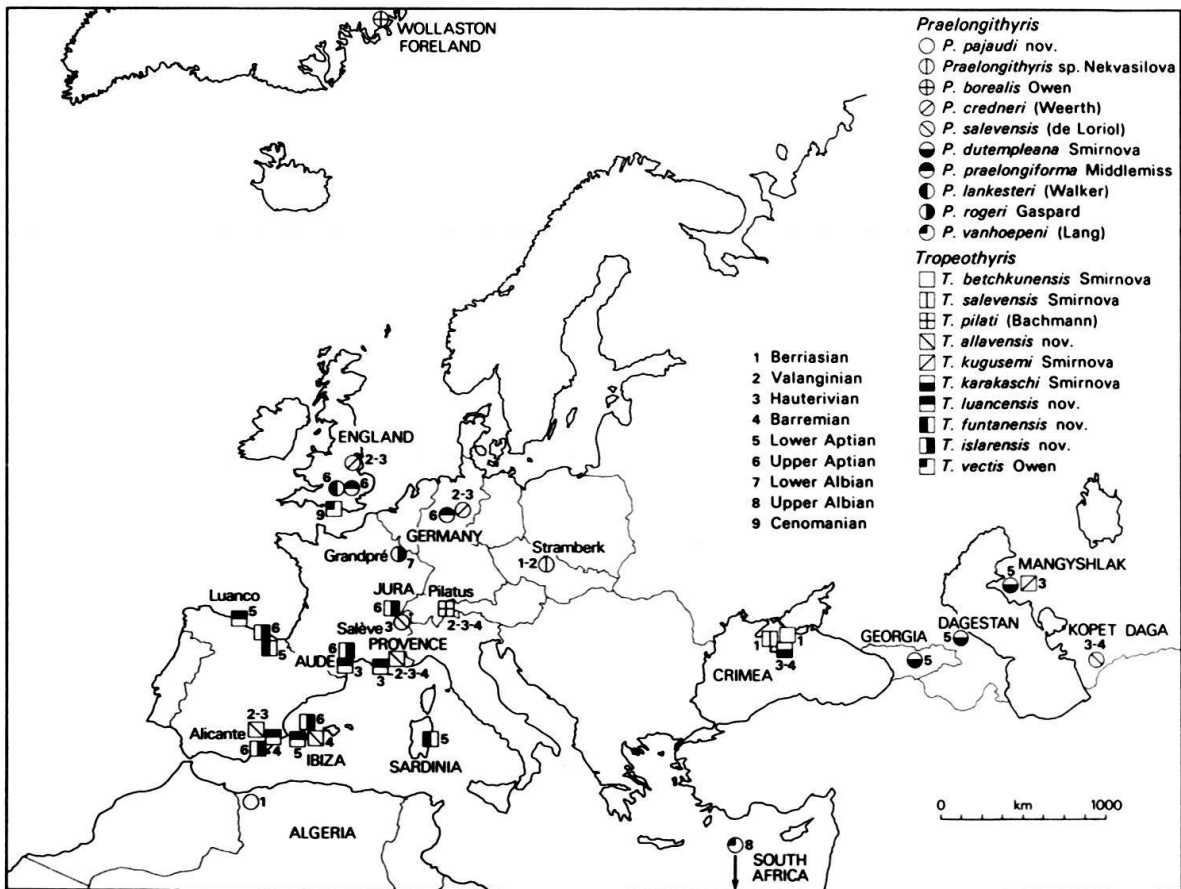 WOLLASTON
FORELAND
Praelongithyris
P. pajaudi nov.
Praelongithyris sp. Nekvasilova
P. borealis Owen
P. credneri (Weerth)
P. salevensis (de Loriol)
P. dutempleana Smirnova
P. praelongiforma Middlemiss
P. lankesteri (Walker)
P. rogeri Gaspard
P. vanhoepeni (Lang)
Tropeothyris
T. betchkunensis Smirnova
T. salevensis Smirnova
T. pilati (Bachmann)
T. allavensis nov.
T. kugusemi Smirnova
T. karakaschi Smirnova
T. luancensis nov.
T. funtanensis nov.
T. islarensis nov.
T. vectis Owen
1 Berriasian
2 Valanginian
3 Hauterivian
4 Barremian
5 Lower Aptian
6 Upper Aptian
7 Lower Albian
8 Upper Albian
9 Cenomanian
ENGLAND
2-3
6 6
9
2-3
6
GERMANY
Grandpré 7
Stramberk
1-2
JURA
6
Pilatus
2-3-4
Salève 3
PROVENCE
3 2-3-4
Luanco 5
6
5
AUDE 6
3
MANGYSHLAK
5 3
DAGESTAN
5
GEORGIA
5
KOPET DAGA
3-4
CRIMEA
1 1
3-4
Alicante 2-3
6 4
6
5 4
IBIZA
5
SARDINIA
1
ALGERIA
0 km 1000
8
SOUTH
AFRICA